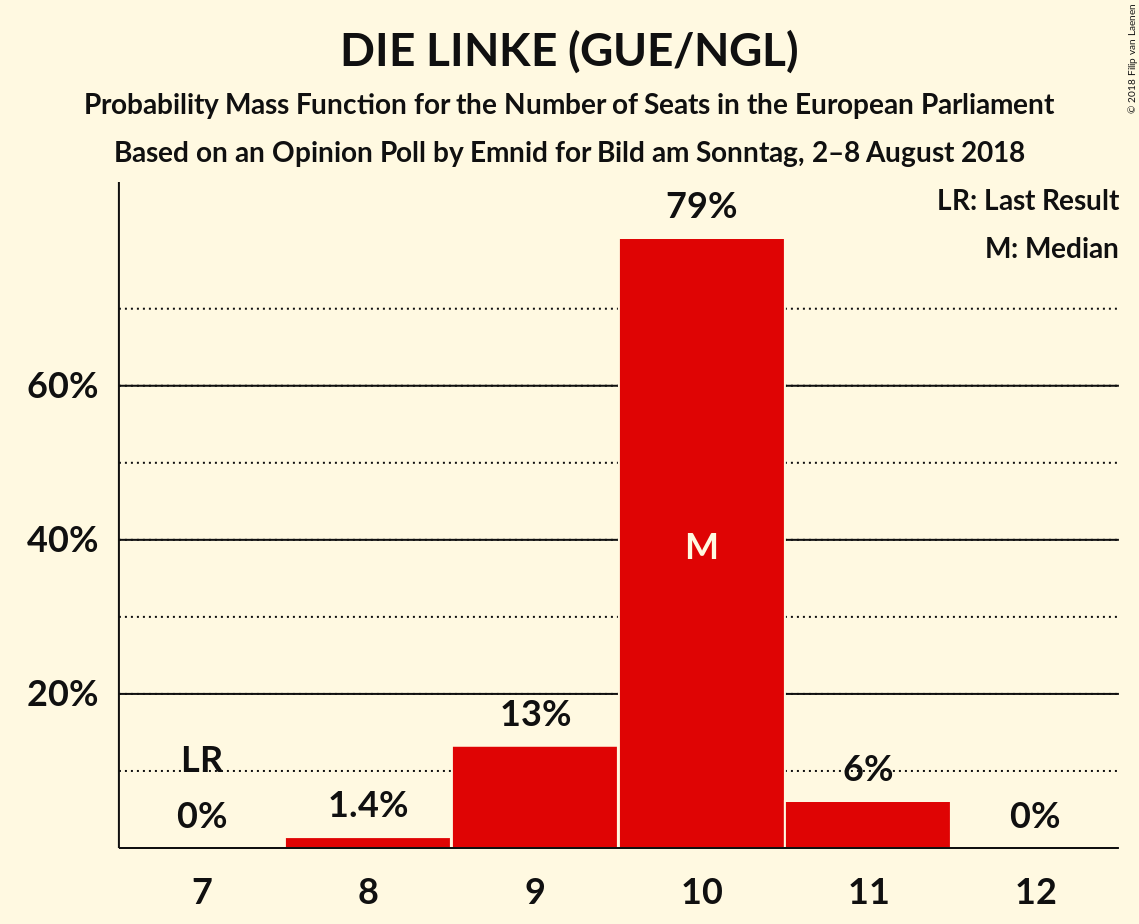 DIE LINKE (GUE/NGL)
Probability Mass Function for the Number of Seats in the European Parliament
Based on an Opinion Poll by Emnid for Bild am Sonntag, 2–8 August 2018
© 2018 Filip van Laenen
LR: Last Result
M: Median
79%
60%
40%
M
20%
13%
LR
6%
1.4%
0%
0%
7 8 9 10 11 12